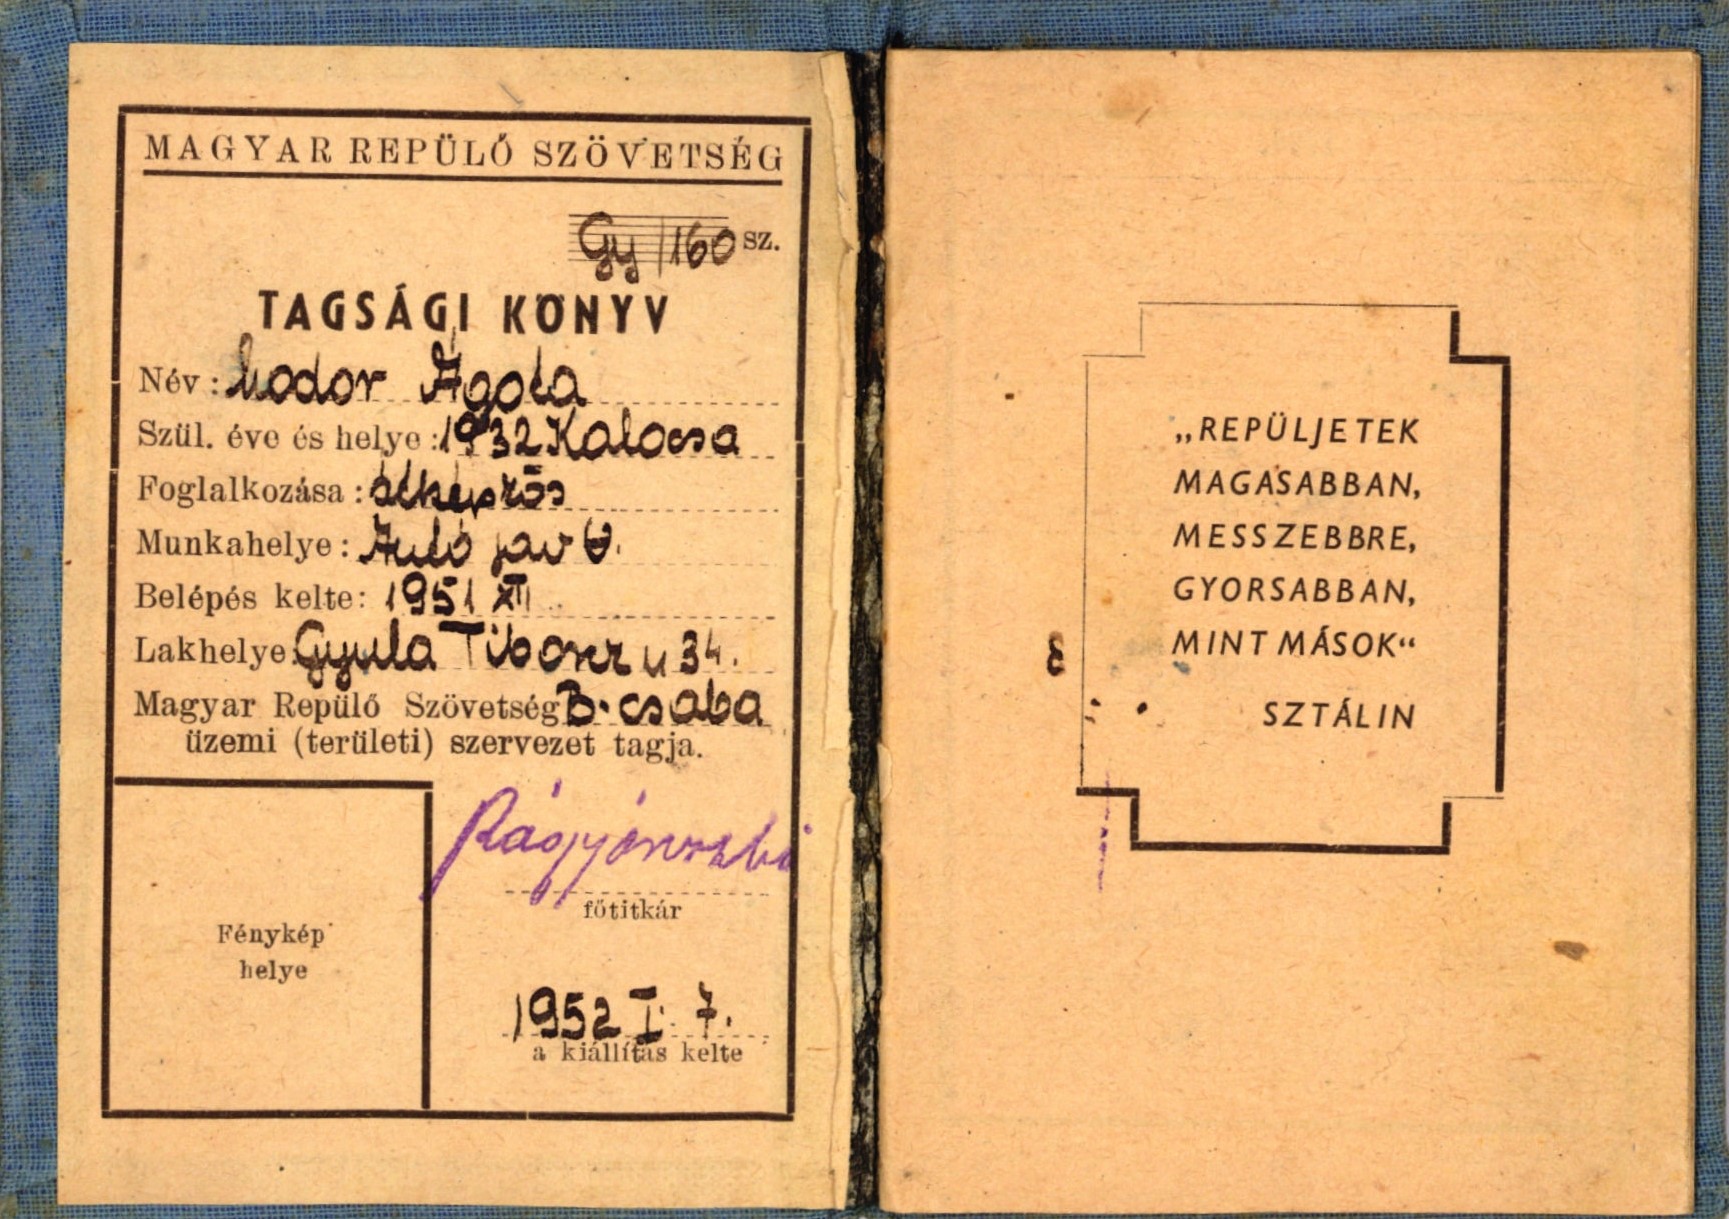 MAGYAR REPÜLŐ SZÖVETSÉG
Gy/160 sz.
TAGSÁGI KÖNYV
Név: Modor Ágota
Szül. éve és helye: 1932 Kalocsa
Foglalkozása: átképzős
Munkahelye: Autó jav V.
Belépés kelte: 1951 XII
Lakhelye: Gyula u 34.
Magyar Repülő Szövetség B.csaba
üzemi (területi) szervezet tagja.
főtitkár
Fénykép
helye
1952 I. 7.
a kiállítás kelte
„REPÜLJETEK
MAGASABBAN,
MESSZEBBRE,
GYORSABBAN,
MINT MÁSOK“
SZTÁLIN